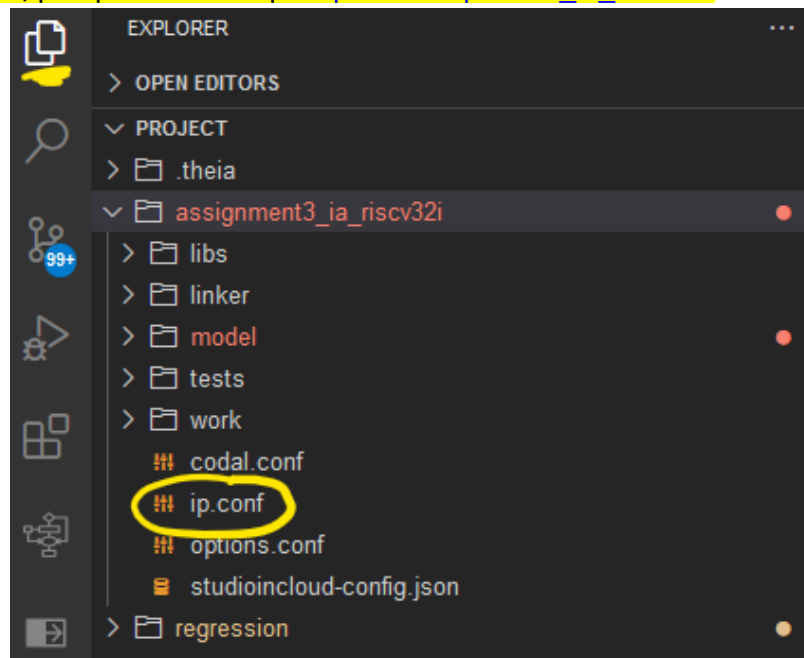 EXPLORER
OPEN EDITORS
PROJECT
.theia
assignment3_ia_riscv32i
libs
99+
linker
model
tests
work
codal.conf
ip.conf
options.conf
studioincloud-config.json
regression